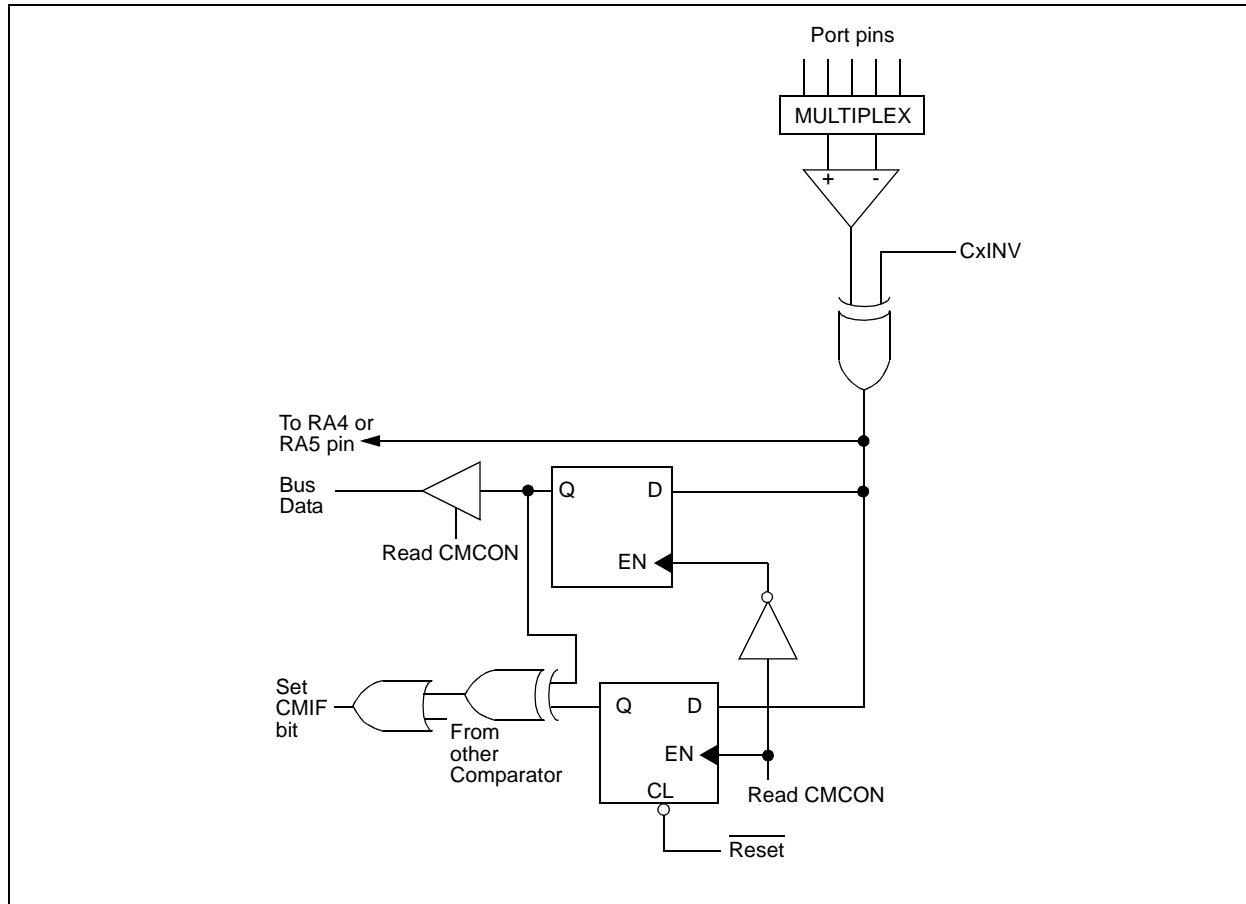 Port pins
MULTIPLEX
+ -
CxINV
To RA4 or
RA5 pin
Bus
Data
Q D
Read CMCON
EN
Set
CMIF
bit
From
other
Comparator
Q D
EN
CL
Read CMCON
Reset